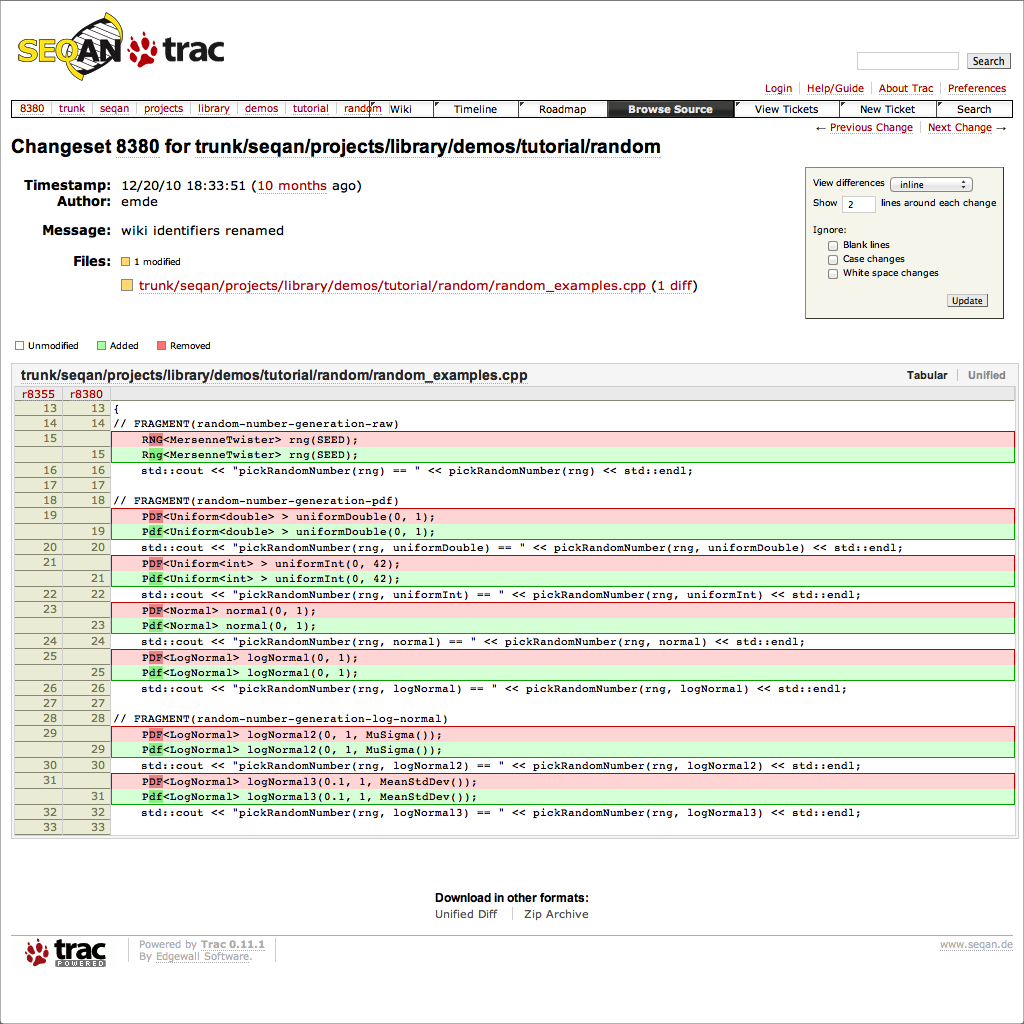 SEQAN trac
Search
Login Help/Guide About Trac Preferences
8380 trunk seqan projects library demos tutorial random Wiki Timeline Roadmap Browse Source View Tickets New Ticket Search
← Previous Change Next Change →
Changeset 8380 for trunk/seqan/projects/library/demos/tutorial/random
Timestamp: 12/20/10 18:33:51 (10 months ago)
Author: emde
Message: wiki identifiers renamed
Files: 1 modified
trunk/seqan/projects/library/demos/tutorial/random/random_examples.cpp (1 diff)
View differences inline
Show 2 lines around each change
Ignore:
Blank lines
Case changes
White space changes
Update
Unmodified Added Removed
trunk/seqan/projects/library/demos/tutorial/random/random_examples.cpp Tabular Unified
r8355 r8380
13 13 {
14 14 // FRAGMENT(random-number-generation-raw)
15 RNG<MersenneTwister> rng(SEED);
15 Rng<MersenneTwister> rng(SEED);
16 16 std::cout << "pickRandomNumber(rng) == " << pickRandomNumber(rng) << std::endl;
17 17
18 18 // FRAGMENT(random-number-generation-pdf)
19 PDF<Uniform<double> > uniformDouble(0, 1);
19 Pdf<Uniform<double> > uniformDouble(0, 1);
20 20 std::cout << "pickRandomNumber(rng, uniformDouble) == " << pickRandomNumber(rng, uniformDouble) << std::endl;
21 PDF<Uniform<int> > uniformInt(0, 42);
21 Pdf<Uniform<int> > uniformInt(0, 42);
22 22 std::cout << "pickRandomNumber(rng, uniformInt) == " << pickRandomNumber(rng, uniformInt) << std::endl;
23 PDF<Normal> normal(0, 1);
23 Pdf<Normal> normal(0, 1);
24 24 std::cout << "pickRandomNumber(rng, normal) == " << pickRandomNumber(rng, normal) << std::endl;
25 PDF<LogNormal> logNormal(0, 1);
25 Pdf<LogNormal> logNormal(0, 1);
26 26 std::cout << "pickRandomNumber(rng, logNormal) == " << pickRandomNumber(rng, logNormal) << std::endl;
27 27
28 28 // FRAGMENT(random-number-generation-log-normal)
29 PDF<LogNormal> logNormal2(0, 1, MuSigma());
29 Pdf<LogNormal> logNormal2(0, 1, MuSigma());
30 30 std::cout << "pickRandomNumber(rng, logNormal2) == " << pickRandomNumber(rng, logNormal2) << std::endl;
31 PDF<LogNormal> logNormal3(0.1, 1, MeanStdDev());
31 Pdf<LogNormal> logNormal3(0.1, 1, MeanStdDev());
32 32 std::cout << "pickRandomNumber(rng, logNormal3) == " << pickRandomNumber(rng, logNormal3) << std::endl;
33 33
Download in other formats:
Unified Diff Zip Archive
trac POWERED
Powered by Trac 0.11.1
By Edgewall Software.
www.seqan.de